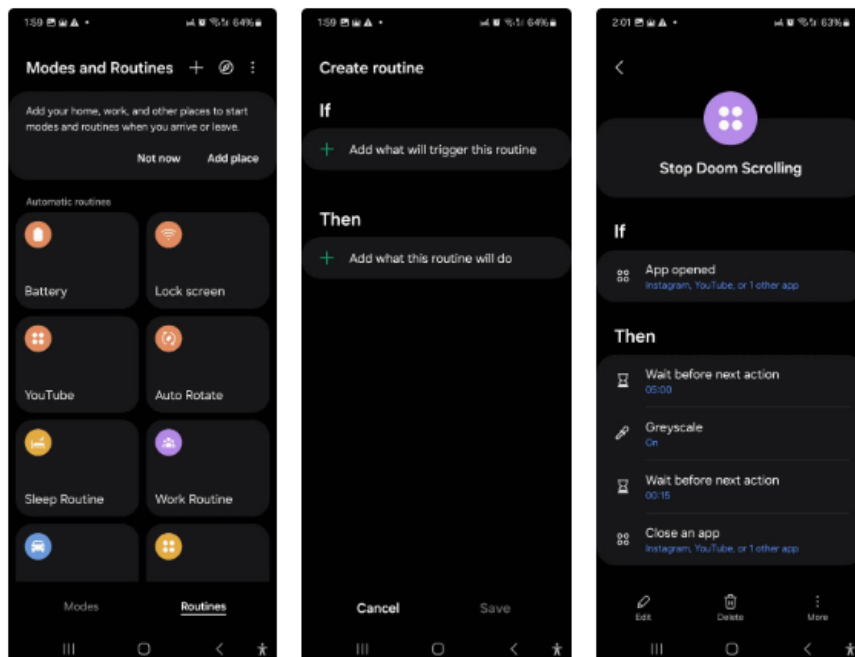 1:59
64%
Modes and Routines
Add your home, work, and other places to start
modes and routines when you arrive or leave.
Not now Add place
Automatic routines
Battery Lock screen
YouTube Auto Rotate
Sleep Routine Work Routine
Modes Routines
1:59
64%
Create routine
If
Add what will trigger this routine
Then
Add what this routine will do
Cancel Save
2:01
63%
Stop Doom Scrolling
If
App opened
Instagram, YouTube, or 1 other app
Then
Wait before next action
05:00
Greyscale
On
Wait before next action
00:15
Close an app
Instagram, YouTube, or 1 other app
Edit Delete More